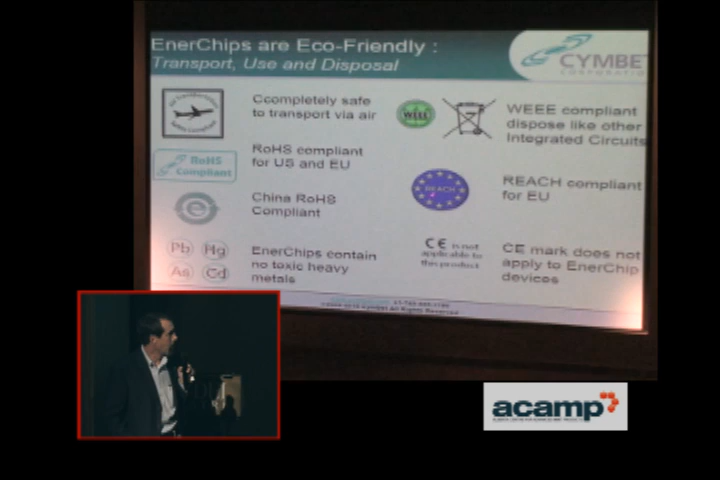 EnerChips are Eco-Friendly :
Transport, Use and Disposal
CYMBE
CORPORATIO
Ccompletely safe
to transport via air
WEEE
WEEE compliant
dispose like other
Integrated Circuits
RoHS
Compliant
RoHS compliant
for US and EU
REACH
REACH compliant
for EU
China RoHS
Compliant
Pb Hg
As Cd
EnerChips contain
no toxic heavy
metals
CE is not
applicable to
this product
CE mark does not
apply to EnerChip
devices
acamp